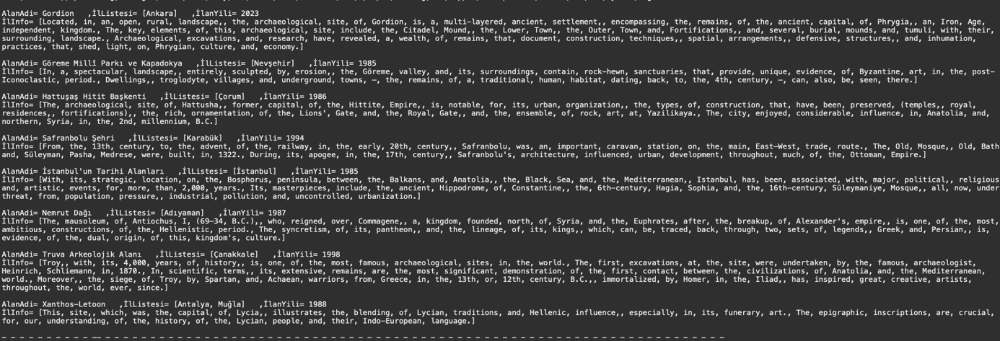 AlanAdi= Gordion   ,İlListesi= [Ankara]   ,İlanYili= 2023
İlInfo= [Located, in, an, open, rural, landscape,, the, archaeological, site, of, Gordion, is, a, multi-layered, ancient, settlement,, encompassing, the, remains, of, the, ancient, capital, of, Phrygia,, an, Iron, Age,
independent, kingdom., The, key, elements, of, this, archaeological, site, include, the, Citadel, Mound,, the, Lower, Town,, the, Outer, Town, and, Fortifications,, and, several, burial, mounds, and, tumuli, with, their,
surrounding, landscape., Archaeological, excavations, and, research, have, revealed, a, wealth, of, remains, that, document, construction, techniques,, spatial, arrangements,, defensive, structures,, and, inhumation,
practices, that, shed, light, on, Phrygian, culture, and, economy.]
AlanAdi= Göreme Millî Parkı ve Kapadokya   ,İlListesi= [Nevşehir]   ,İlanYili= 1985
İlInfo= [In, a, spectacular, landscape,, entirely, sculpted, by, erosion,, the, Göreme, valley, and, its, surroundings, contain, rock-hewn, sanctuaries, that, provide, unique, evidence, of, Byzantine, art, in, the, post-
Iconoclastic, period., Dwellings,, troglodyte, villages, and, underground, towns, –, the, remains, of, a, traditional, human, habitat, dating, back, to, the, 4th, century, –, can, also, be, seen, there.]
AlanAdi= Hattuşaş Hitit Başkenti   ,İlListesi= [Çorum]   ,İlanYili= 1986
İlInfo= [The, archaeological, site, of, Hattusha,, former, capital, of, the, Hittite, Empire,, is, notable, for, its, urban, organization,, the, types, of, construction, that, have, been, preserved, (temples,, royal,
residences,, fortifications),, the, rich, ornamentation, of, the, Lions', Gate, and, the, Royal, Gate,, and, the, ensemble, of, rock, art, at, Yazilikaya., The, city, enjoyed, considerable, influence, in, Anatolia, and,
northern, Syria, in, the, 2nd, millennium, B.C.]
AlanAdi= Safranbolu Şehri   ,İlListesi= [Karabük]   ,İlanYili= 1994
İlInfo= [From, the, 13th, century, to, the, advent, of, the, railway, in, the, early, 20th, century,, Safranbolu, was, an, important, caravan, station, on, the, main, East–West, trade, route., The, Old, Mosque,, Old, Bath
and, Süleyman, Pasha, Medrese, were, built, in, 1322., During, its, apogee, in, the, 17th, century,, Safranbolu's, architecture, influenced, urban, development, throughout, much, of, the, Ottoman, Empire.]
AlanAdi= İstanbul'un Tarihi Alanları   ,İlListesi= [İstanbul]   ,İlanYili= 1985
İlInfo= [With, its, strategic, location, on, the, Bosphorus, peninsula, between, the, Balkans, and, Anatolia,, the, Black, Sea, and, the, Mediterranean,, Istanbul, has, been, associated, with, major, political,, religious
and, artistic, events, for, more, than, 2,000, years., Its, masterpieces, include, the, ancient, Hippodrome, of, Constantine,, the, 6th-century, Hagia, Sophia, and, the, 16th-century, Süleymaniye, Mosque,, all, now, under
threat, from, population, pressure,, industrial, pollution, and, uncontrolled, urbanization.]
AlanAdi= Nemrut Dağı   ,İlListesi= [Adıyaman]   ,İlanYili= 1987
İlInfo= [The, mausoleum, of, Antiochus, I, (69–34, B.C.),, who, reigned, over, Commagene,, a, kingdom, founded, north, of, Syria, and, the, Euphrates, after, the, breakup, of, Alexander's, empire,, is, one, of, the, most,
ambitious, constructions, of, the, Hellenistic, period., The, syncretism, of, its, pantheon,, and, the, lineage, of, its, kings,, which, can, be, traced, back, through, two, sets, of, legends,, Greek, and, Persian,, is,
evidence, of, the, dual, origin, of, this, kingdom's, culture.]
AlanAdi= Truva Arkeolojik Alanı   ,İlListesi= [Çanakkale]   ,İlanYili= 1998
İlInfo= [Troy,, with, its, 4,000, years, of, history,, is, one, of, the, most, famous, archaeological, sites, in, the, world., The, first, excavations, at, the, site, were, undertaken, by, the, famous, archaeologist,
Heinrich, Schliemann, in, 1870., In, scientific, terms,, its, extensive, remains, are, the, most, significant, demonstration, of, the, first, contact, between, the, civilizations, of, Anatolia, and, the, Mediterranean,
world., Moreover,, the, siege, of, Troy, by, Spartan, and, Achaean, warriors, from, Greece, in, the, 13th, or, 12th, century, B.C.,, immortalized, by, Homer, in, the, Iliad,, has, inspired, great, creative, artists,
throughout, the, world, ever, since.]
AlanAdi= Xanthos-Letoon   ,İlListesi= [Antalya, Muğla]   ,İlanYili= 1988
İlInfo= [This, site,, which, was, the, capital, of, Lycia,, illustrates, the, blending, of, Lycian, traditions, and, Hellenic, influence,, especially, in, its, funerary, art., The, epigraphic, inscriptions, are, crucial,
for, our, understanding, of, the, history, of, the, Lycian, people, and, their, Indo-European, language.]